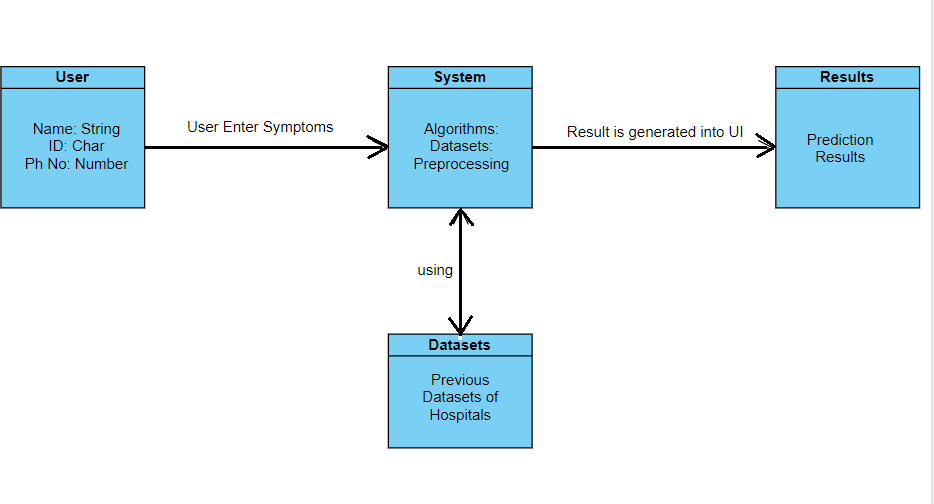 User
Name: String
ID: Char
Ph No: Number
User Enter Symptoms
System
Algorithms:
Datasets:
Preprocessing
Result is generated into UI
Results
Prediction
Results
using
Datasets
Previous
Datasets of
Hospitals